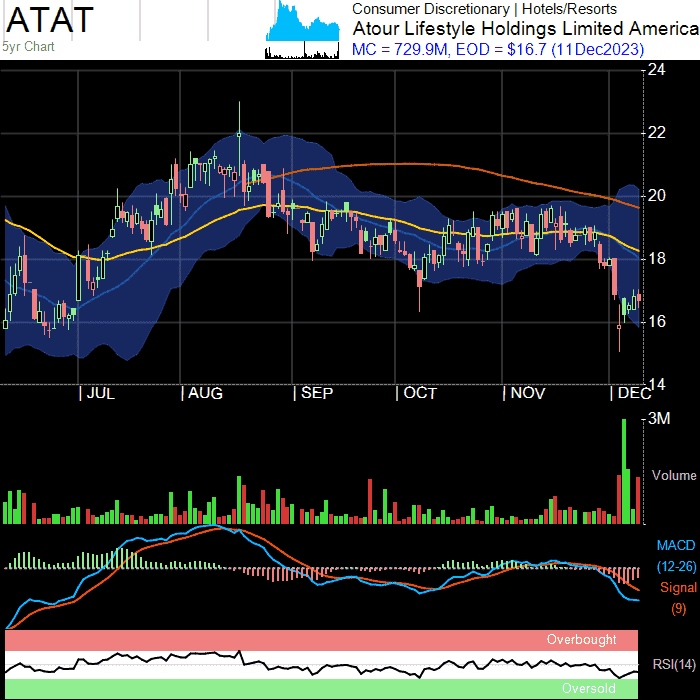 ATAT
5yr Chart
Consumer Discretionary | Hotels/Resorts
Atour Lifestyle Holdings Limited America
MC = 729.9M, EOD = $16.7 (11Dec2023)
24
22
20
18
16
14
| JUL | AUG | SEP | OCT | NOV | DEC
3M
Volume
MACD
(12-26)
Signal
(9)
Overbought
RSI(14)
Oversold